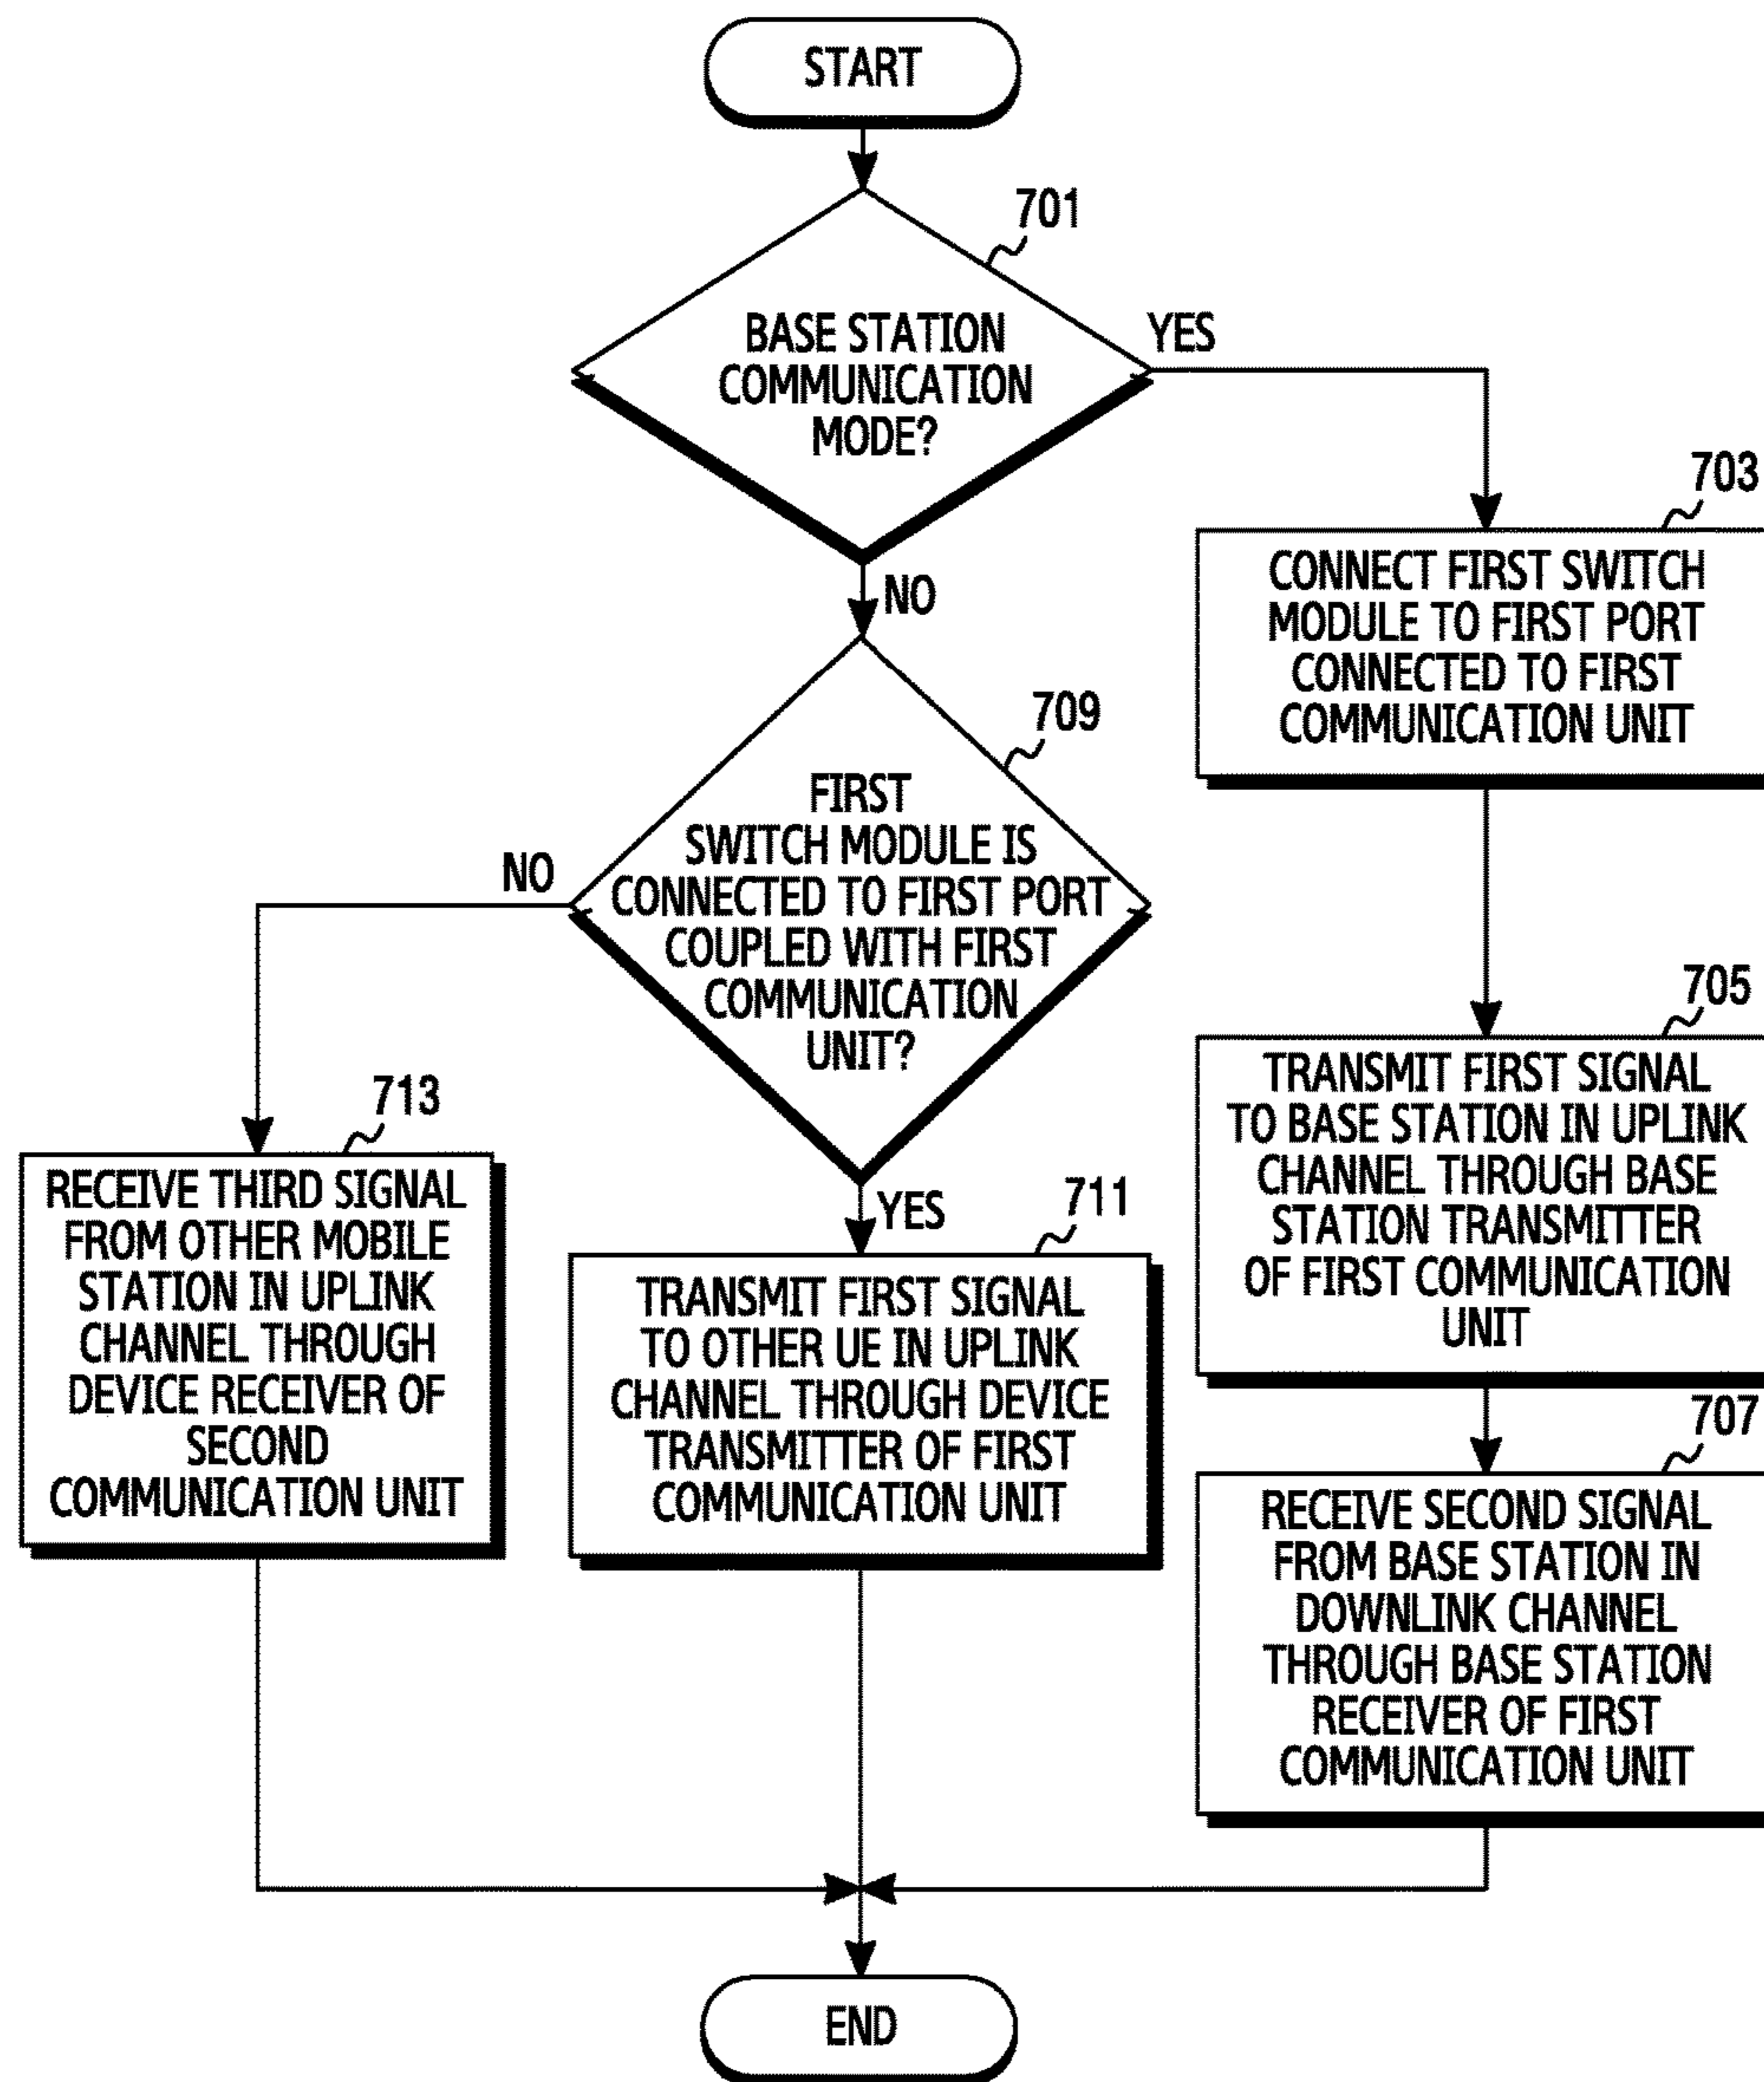 START
701
BASE STATION
COMMUNICATION
MODE?
YES
NO
703
CONNECT FIRST SWITCH
MODULE TO FIRST PORT
CONNECTED TO FIRST
COMMUNICATION UNIT
709
FIRST
SWITCH MODULE IS
CONNECTED TO FIRST PORT
COUPLED WITH FIRST
COMMUNICATION
UNIT?
NO
YES
705
TRANSMIT FIRST SIGNAL
TO BASE STATION IN UPLINK
CHANNEL THROUGH BASE
STATION TRANSMITTER
OF FIRST COMMUNICATION
UNIT
713
RECEIVE THIRD SIGNAL
FROM OTHER MOBILE
STATION IN UPLINK
CHANNEL THROUGH
DEVICE RECEIVER OF
SECOND
COMMUNICATION UNIT
711
TRANSMIT FIRST SIGNAL
TO OTHER UE IN UPLINK
CHANNEL THROUGH DEVICE
TRANSMITTER OF FIRST
COMMUNICATION UNIT
707
RECEIVE SECOND SIGNAL
FROM BASE STATION IN
DOWNLINK CHANNEL
THROUGH BASE STATION
RECEIVER OF FIRST
COMMUNICATION UNIT
END